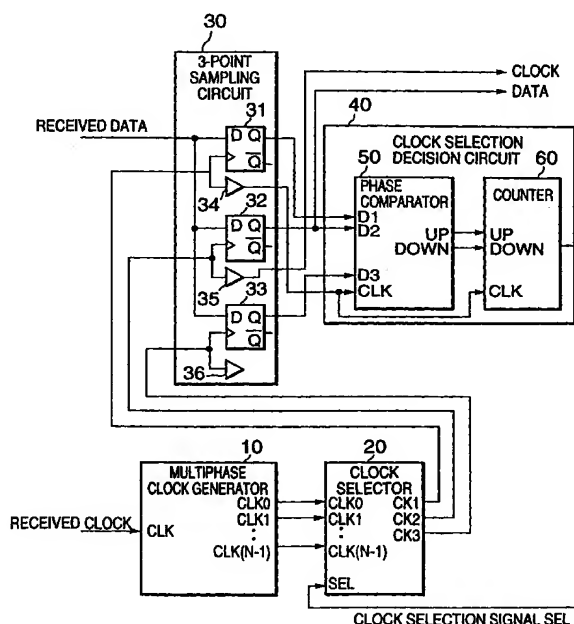 30
3-POINT
SAMPLING
CIRCUIT
CLOCK
DATA
RECEIVED DATA
31
D Q
Q
34
32
D Q
Q
35
33
D Q
Q
36
40
CLOCK SELECTION
DECISION CIRCUIT
50
PHASE
COMPARATOR
D1
D2
D3
CLK
UP
DOWN
60
COUNTER
UP
DOWN
CLK
10
MULTIPHASE
CLOCK GENERATOR
RECEIVED CLOCK
CLK
CLK0
CLK1
⋮
CLK(N-1)
20
CLOCK
SELECTOR
CLK0
CLK1
⋮
CLK(N-1)
SEL
CK1
CK2
CK3
CLOCK SELECTION SIGNAL SEL